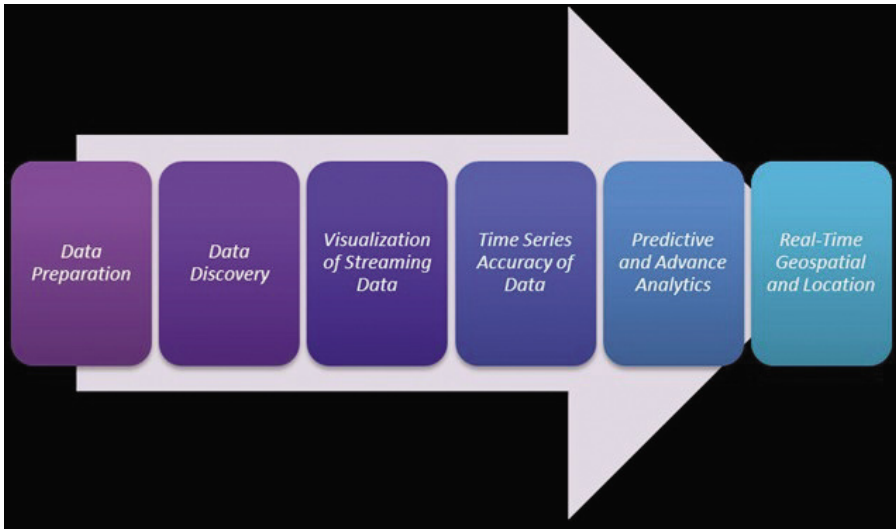 Data
Preparation
Data
Discovery
Visualization
of Streaming
Data
Time Series
Accuracy of
Data
Predictive
and Advance
Analytics
Real-Time
Geospatial
and Location